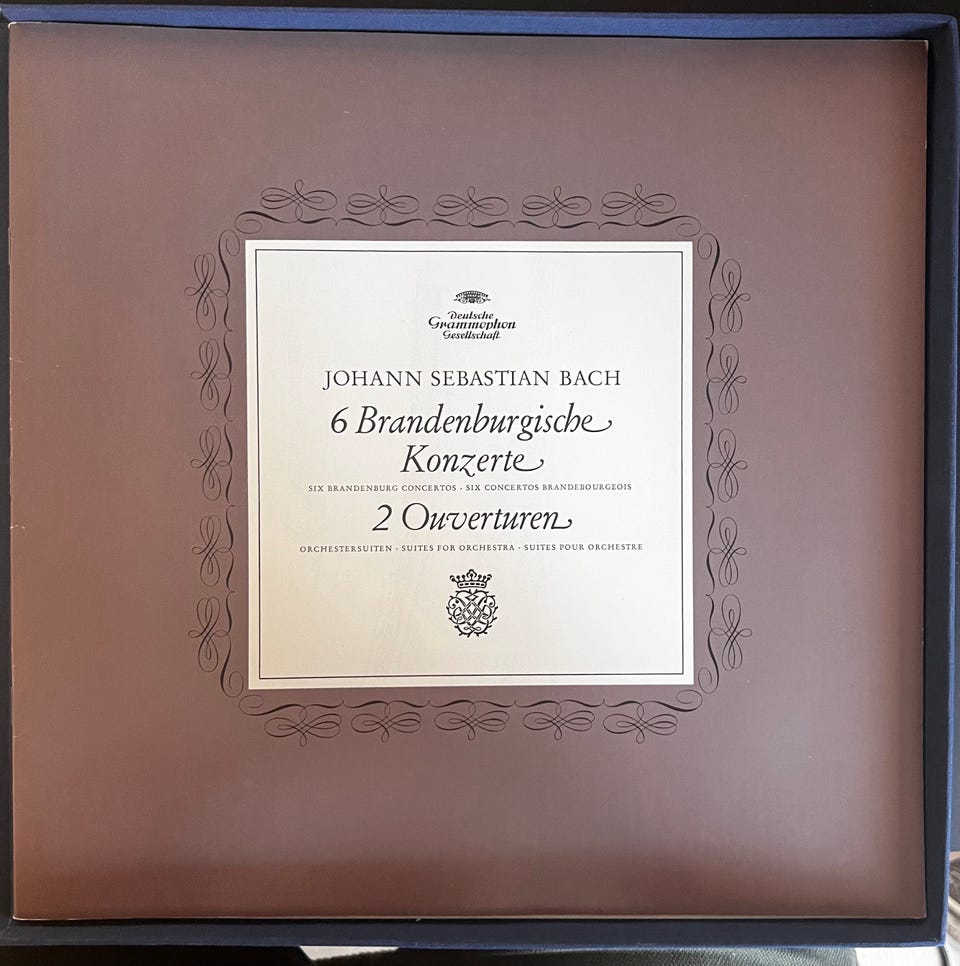 Deutsche
Grammophon
Gesellschaft
JOHANN SEBASTIAN BACH
6 Brandenburgische
Konzerte
SIX BRANDENBURG CONCERTOS · SIX CONCERTOS BRANDEBOURGEOIS
2 Ouverturen
ORCHESTERSUITEN · SUITES FOR ORCHESTRA · SUITES POUR ORCHESTRE